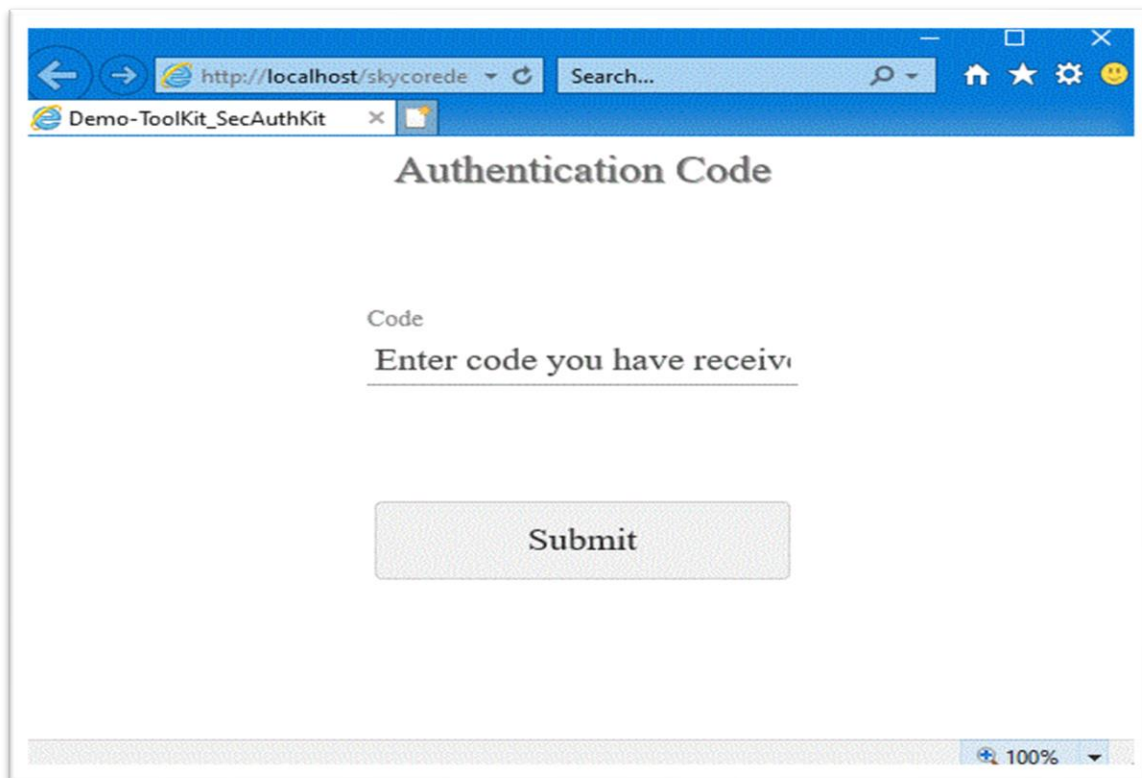 http://localhost/skycorede
Search...
Demo-ToolKit_SecAuthKit
Authentication Code
Code
Enter code you have receiv
Submit
100%